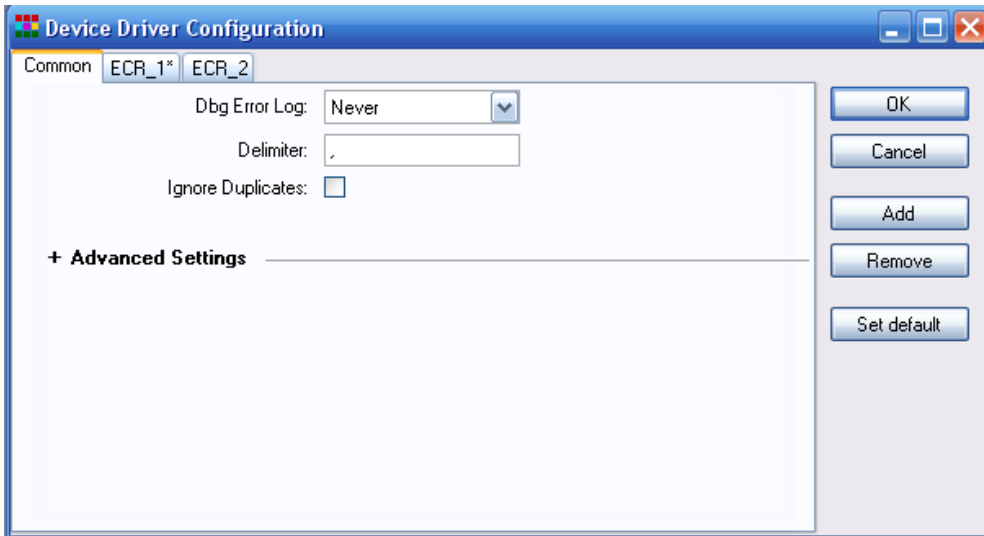 Device Driver Configuration
Common ECR_1* ECR_2
Dbg Error Log: Never
Delimiter: ,
Ignore Duplicates:
+ Advanced Settings
OK
Cancel
Add
Remove
Set default